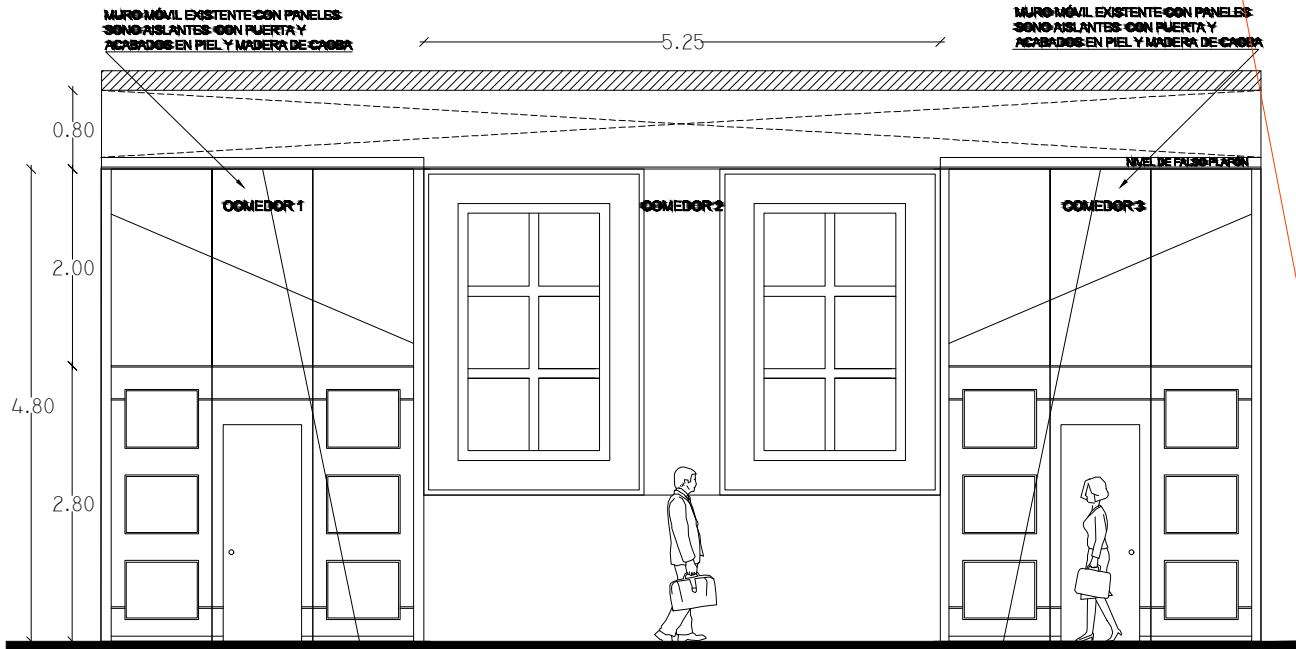 MURO MÓVIL EXISTENTE CON PANELES
SONO AISLANTES CON PUERTA Y
ACABADOS EN PIEL Y MADERA DE CAOBA
MURO MÓVIL EXISTENTE CON PANELES
SONO AISLANTES CON PUERTA Y
ACABADOS EN PIEL Y MADERA DE CAOBA
5.25
0.80
NIVEL DE FALSO PLAFÓN
COMEDOR 1
COMEDOR 2
COMEDOR 3
2.00
4.80
2.80